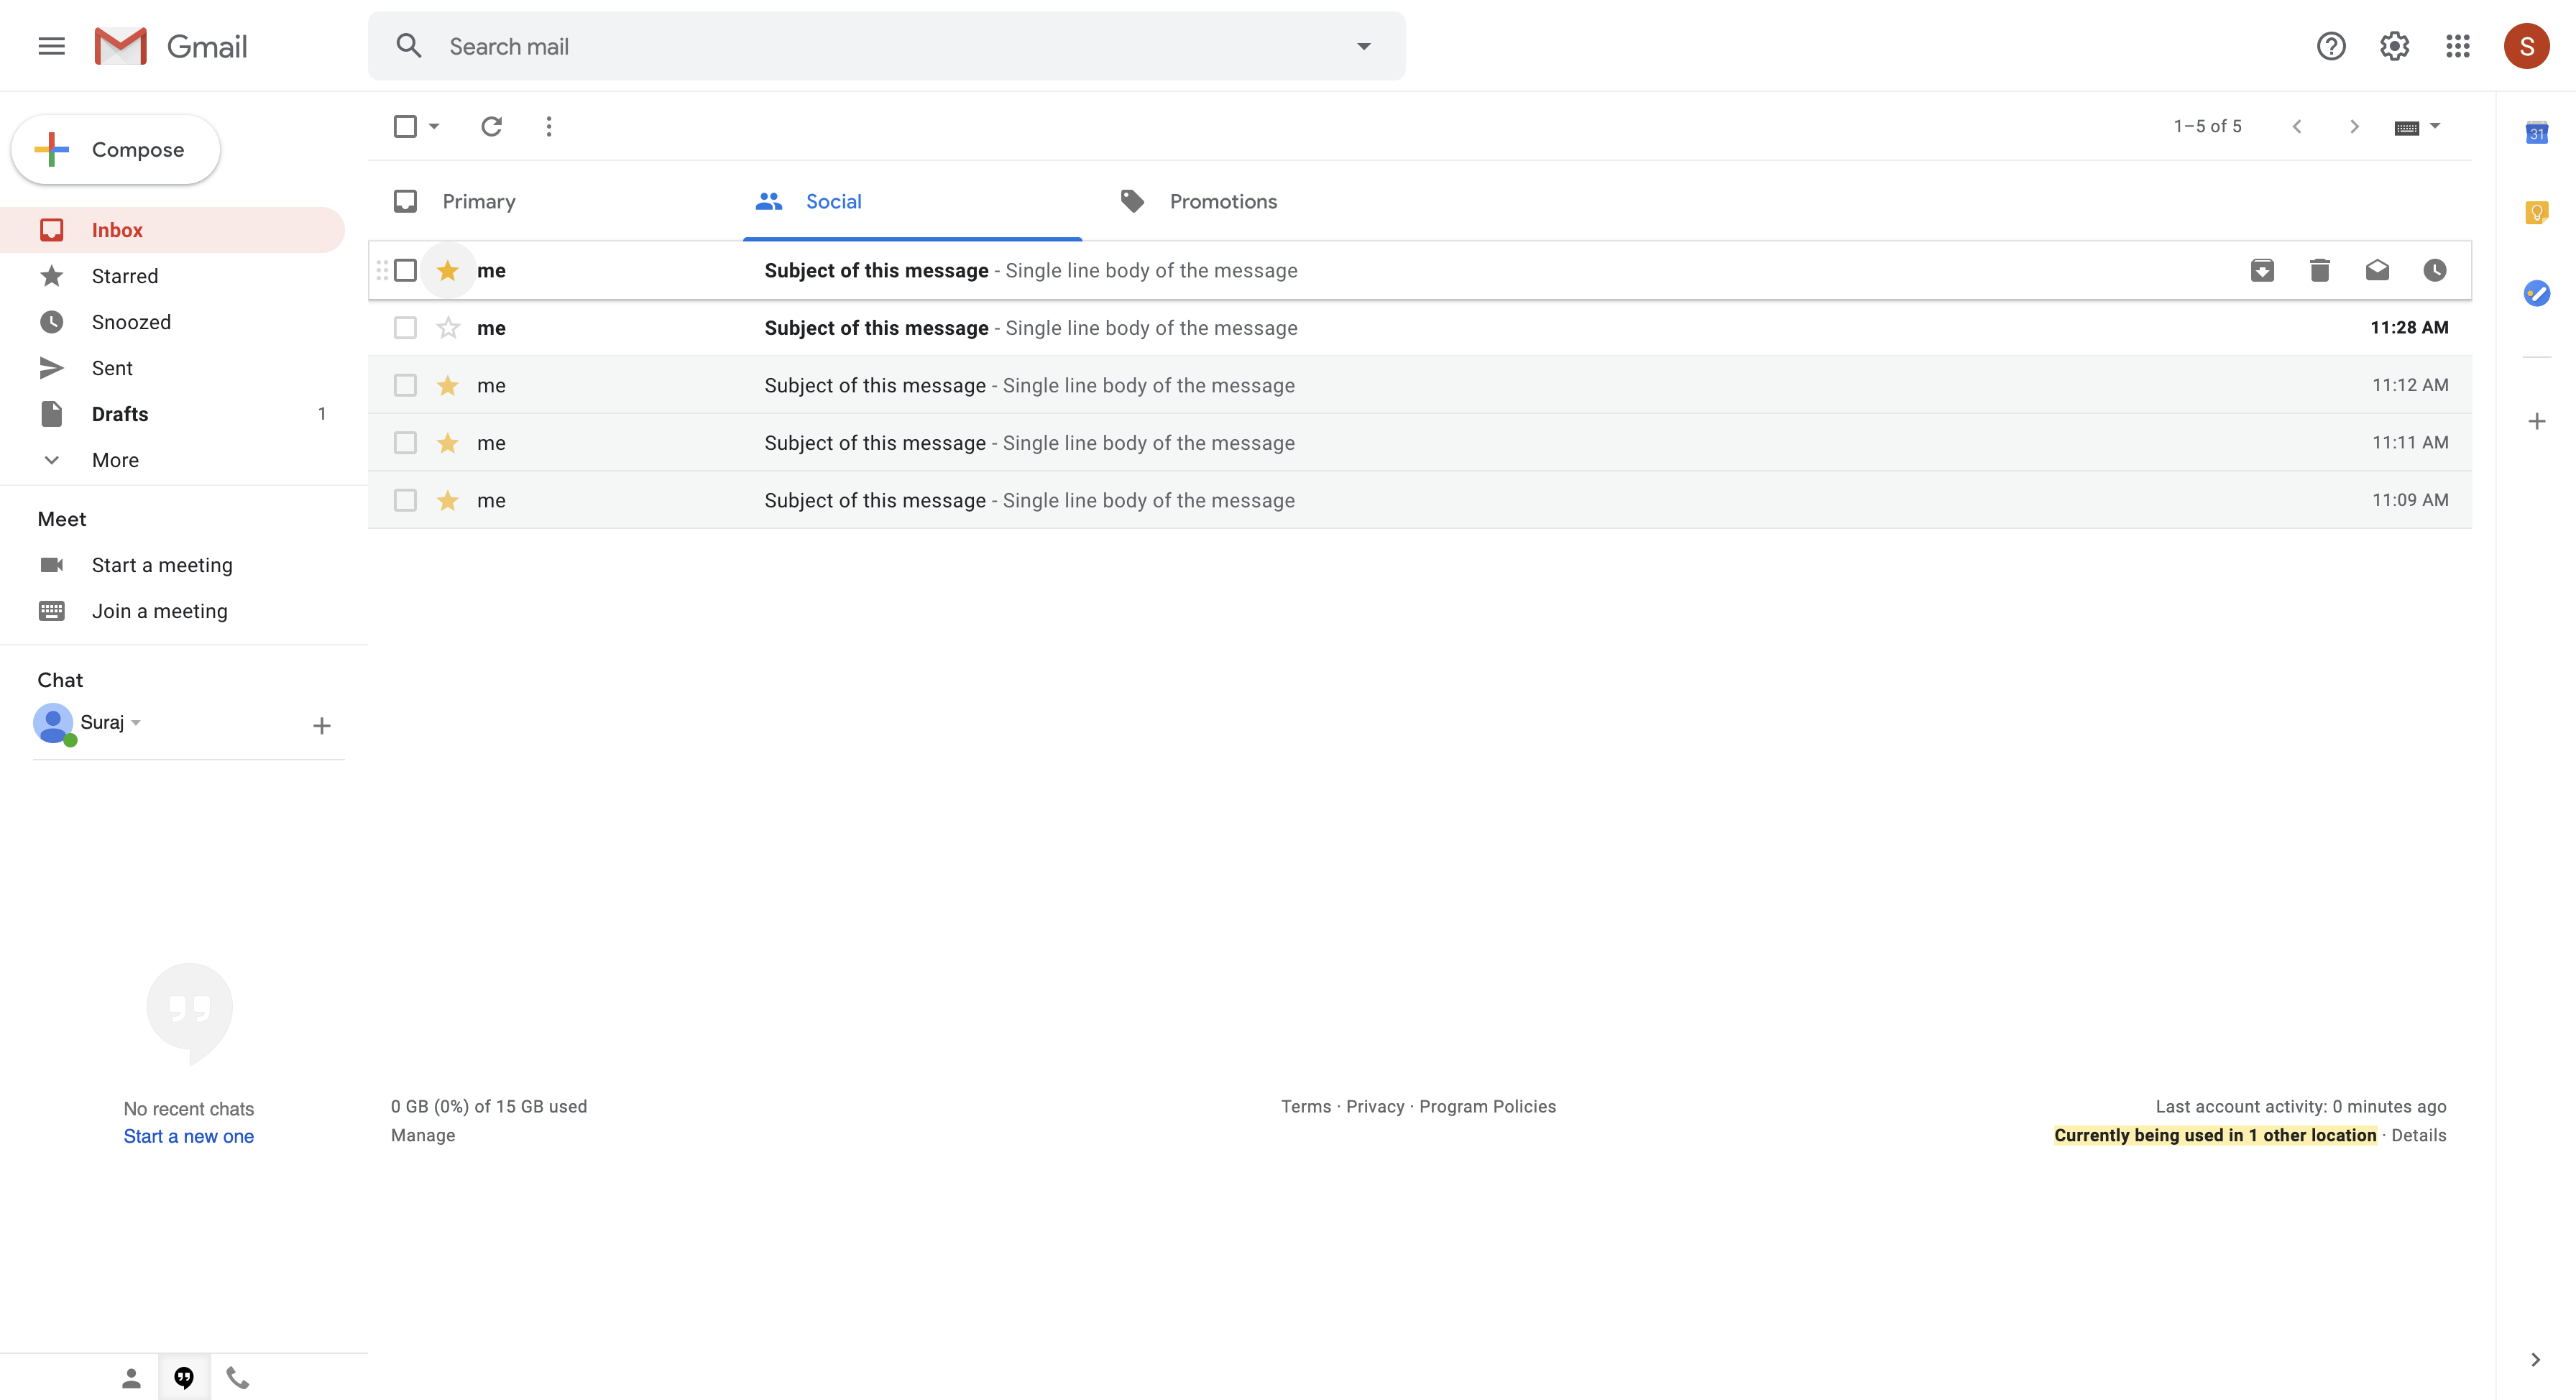 Gmail
Search mail
S
Compose
1–5 of 5
31
Primary
Social
Promotions
Inbox
Starred
Snoozed
Sent
Drafts 1
More
me Subject of this message - Single line body of the message
me Subject of this message - Single line body of the message 11:28 AM
me Subject of this message - Single line body of the message 11:12 AM
me Subject of this message - Single line body of the message 11:11 AM
me Subject of this message - Single line body of the message 11:09 AM
Meet
Start a meeting
Join a meeting
Chat
Suraj
No recent chats
Start a new one
0 GB (0%) of 15 GB used
Manage
Terms · Privacy · Program Policies
Last account activity: 0 minutes ago
Currently being used in 1 other location · Details